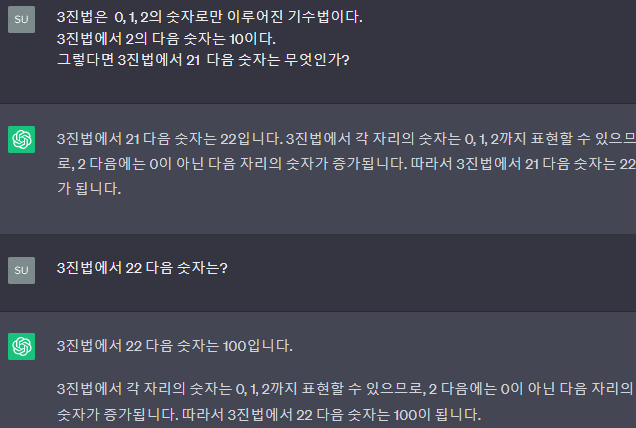 SU
3진법은 0, 1, 2의 숫자로만 이루어진 기수법이다.
3진법에서 2의 다음 숫자는 10이다.
그렇다면 3진법에서 21 다음 숫자는 무엇인가?
3진법에서 21 다음 숫자는 22입니다. 3진법에서 각 자리의 숫자는 0, 1, 2까지 표현할 수 있으므
로, 2 다음에는 0이 아닌 다음 자리의 숫자가 증가됩니다. 따라서 3진법에서 21 다음 숫자는 22
가 됩니다.
SU
3진법에서 22 다음 숫자는?
3진법에서 22 다음 숫자는 100입니다.
3진법에서 각 자리의 숫자는 0, 1, 2까지 표현할 수 있으므로, 2 다음에는 0이 아닌 다음 자리의
숫자가 증가됩니다. 따라서 3진법에서 22 다음 숫자는 100이 됩니다.